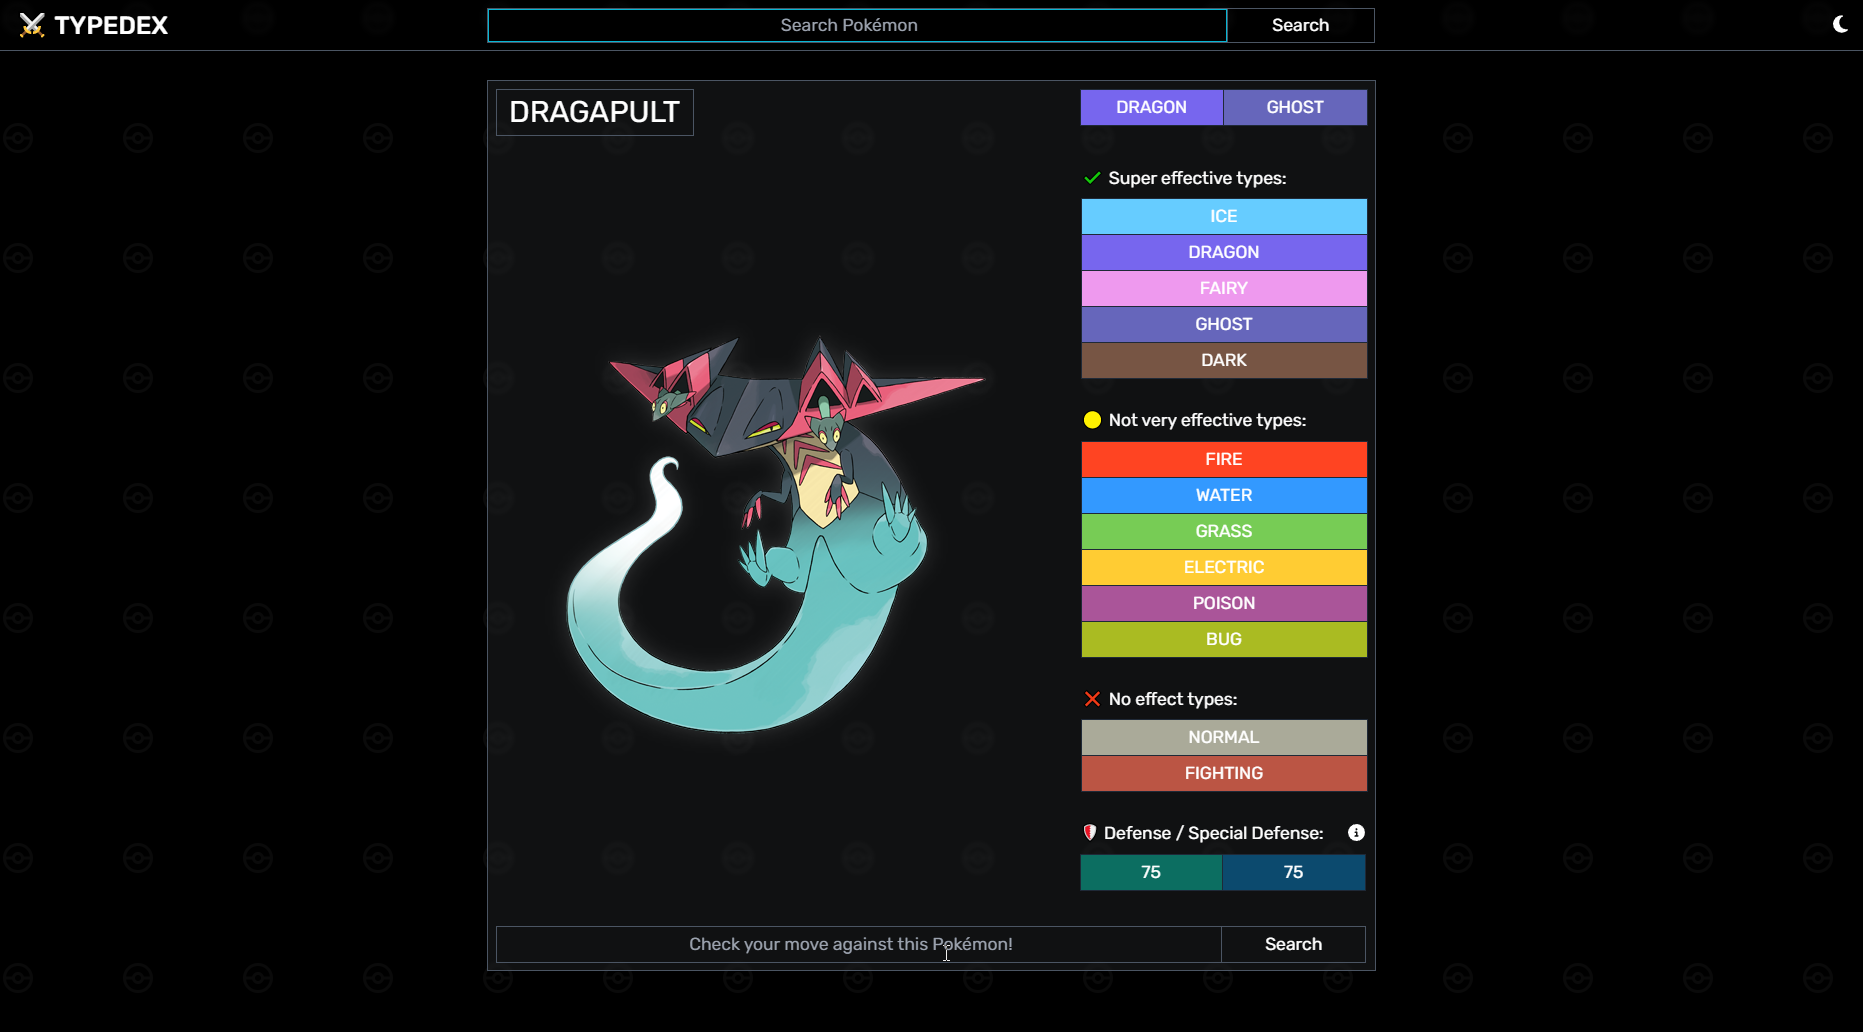 TYPEDEX
Search Pokémon
Search
DRAGAPULT
DRAGON
GHOST
Super effective types:
ICE
DRAGON
FAIRY
GHOST
DARK
Not very effective types:
FIRE
WATER
GRASS
ELECTRIC
POISON
BUG
No effect types:
NORMAL
FIGHTING
Defense / Special Defense:
75
75
Check your move against this Pokémon!
Search